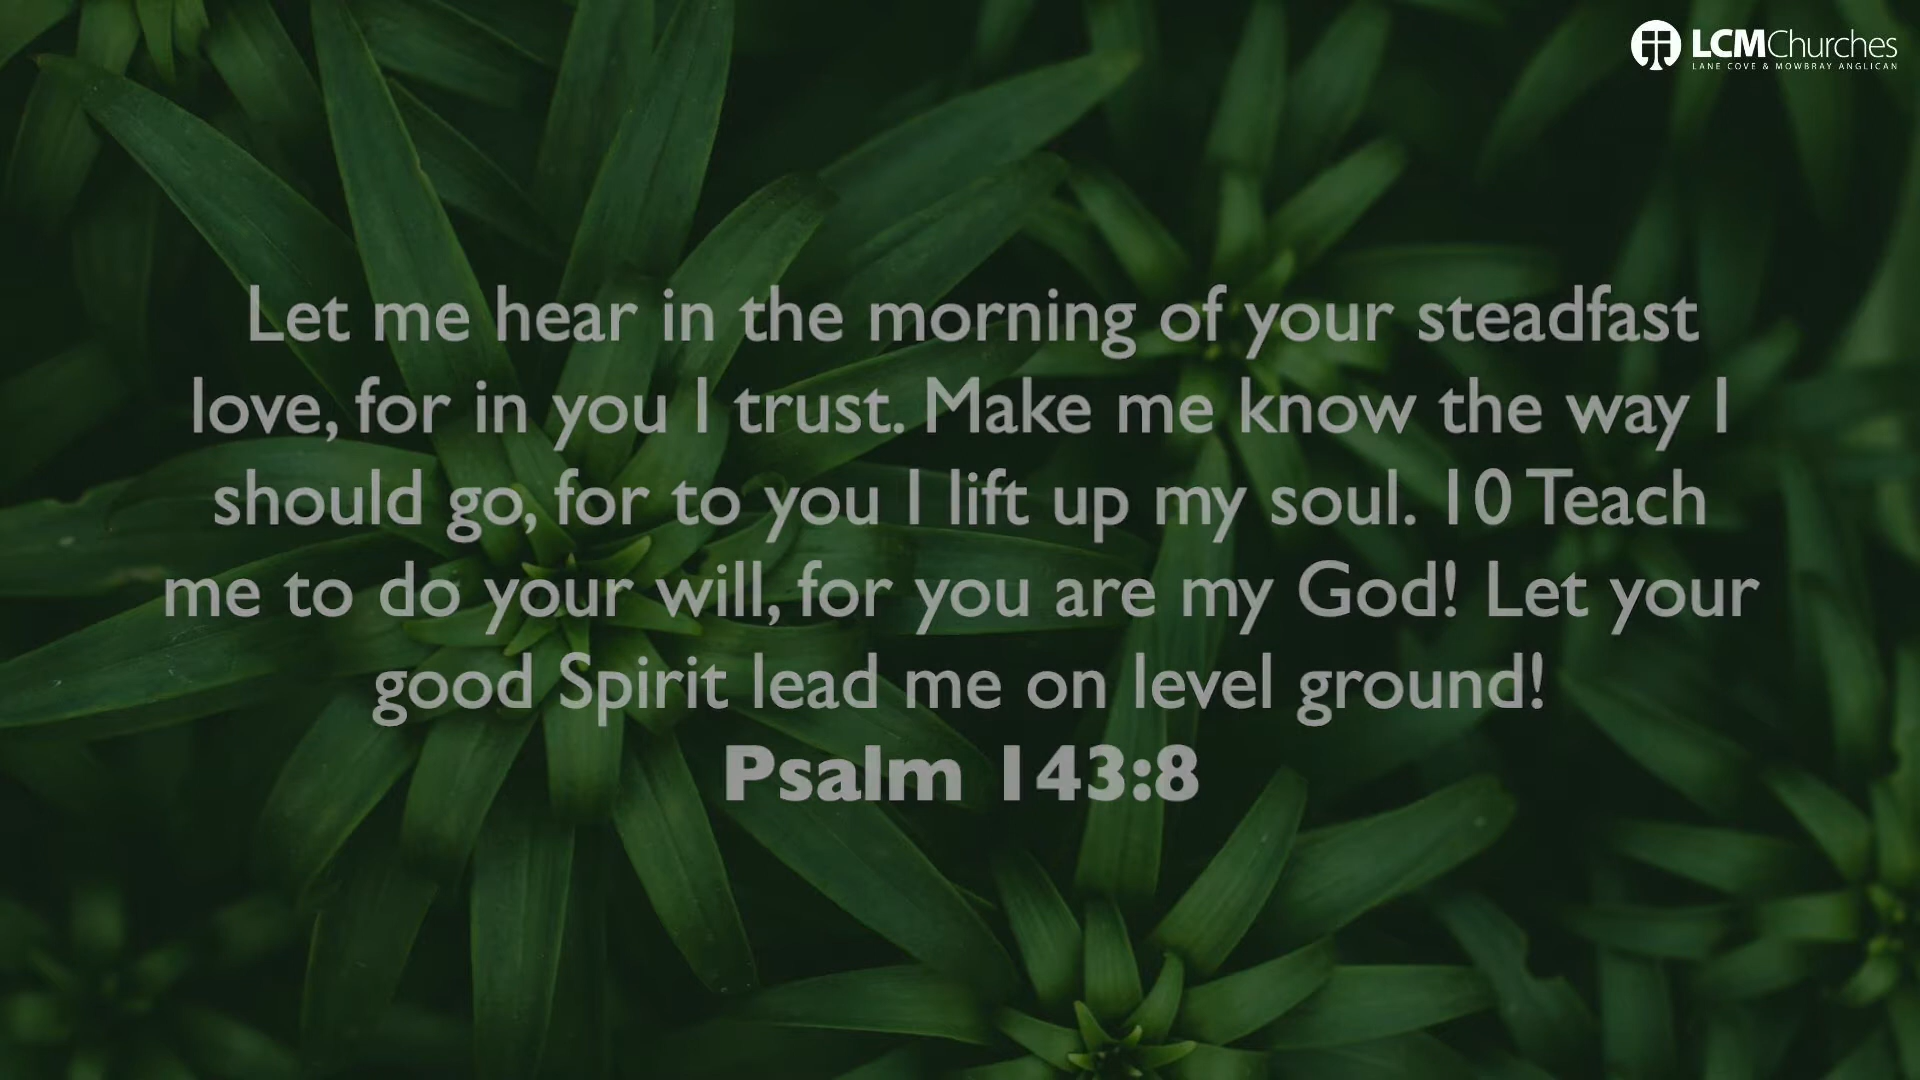 LCMChurches
LANE COVE & MOWBRAY ANGLICAN
Let me hear in the morning of your steadfast
love, for in you I trust. Make me know the way I
should go, for to you I lift up my soul. 10 Teach
me to do your will, for you are my God! Let your
good Spirit lead me on level ground!
Psalm 143:8